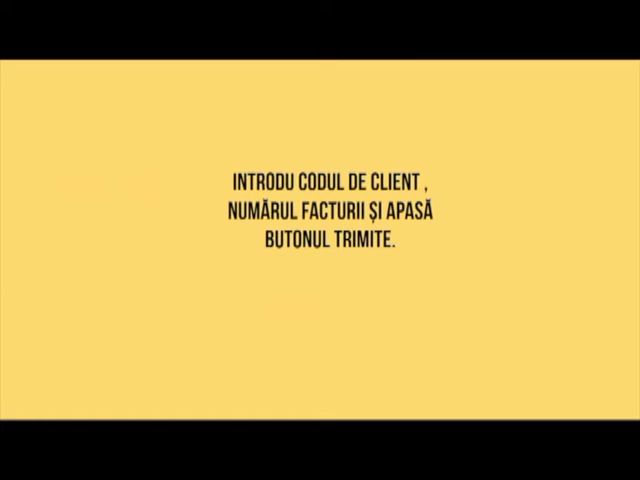 INTRODU CODUL DE CLIENT ,
NUMĂRUL FACTURII ȘI APASĂ
BUTONUL TRIMITE.